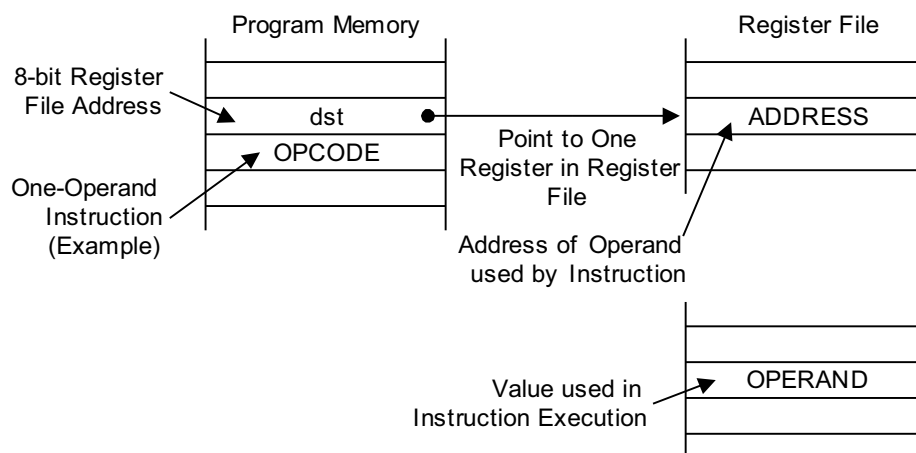 Program Memory
Register File
8-bit Register
File Address
dst
ADDRESS
OPCODE
Point to One
Register in Register
File
One-Operand
Instruction
(Example)
Address of Operand
used by Instruction
OPERAND
Value used in
Instruction Execution